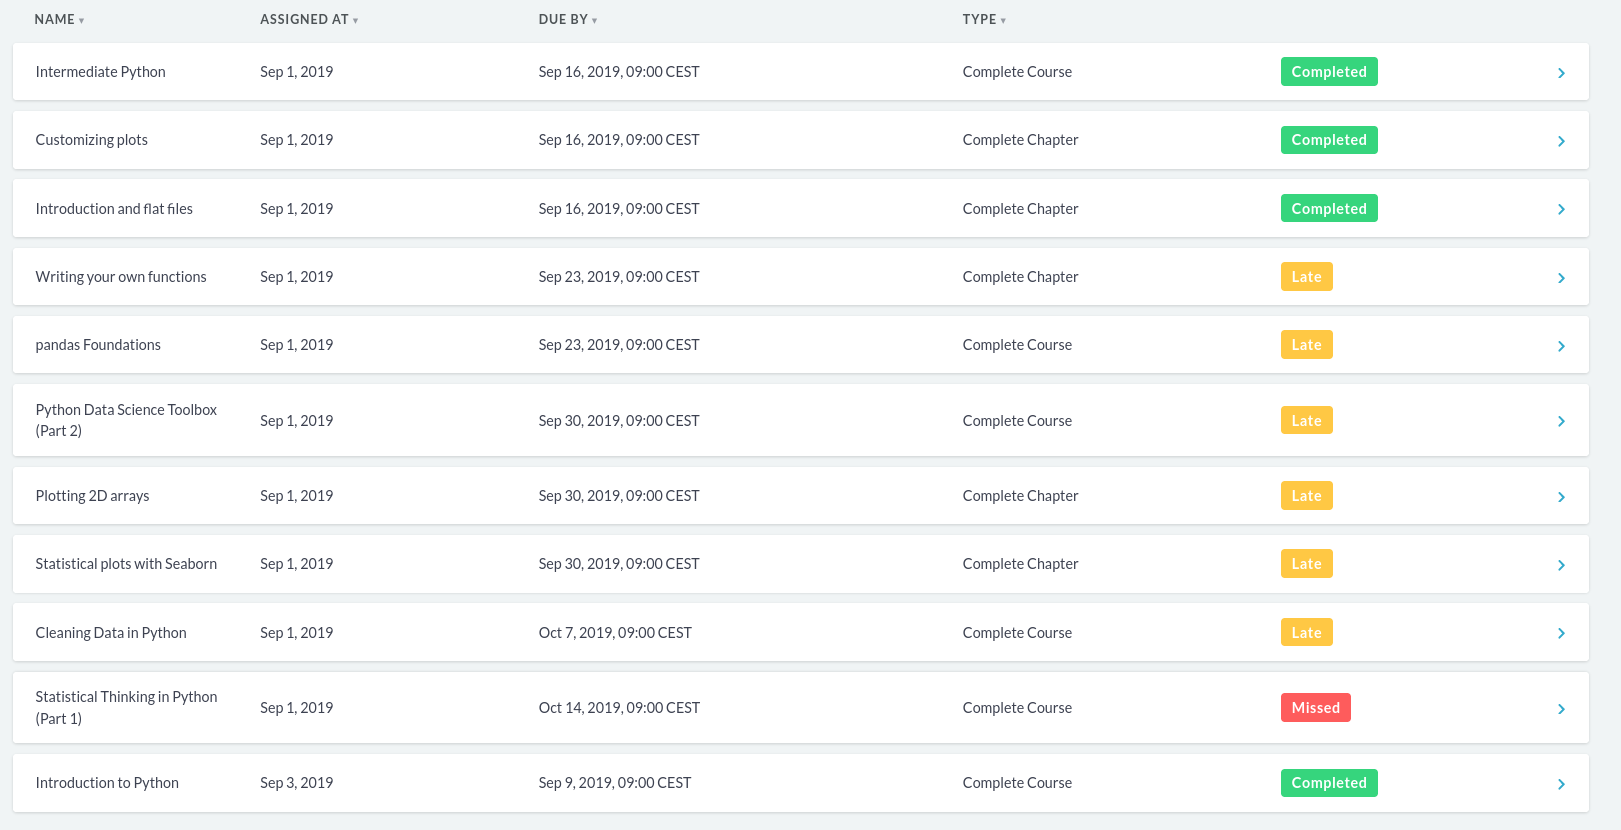 NAME ▾ ASSIGNED AT ▾ DUE BY ▾ TYPE ▾
Intermediate Python Sep 1, 2019 Sep 16, 2019, 09:00 CEST Complete Course Completed
Customizing plots Sep 1, 2019 Sep 16, 2019, 09:00 CEST Complete Chapter Completed
Introduction and flat files Sep 1, 2019 Sep 16, 2019, 09:00 CEST Complete Chapter Completed
Writing your own functions Sep 1, 2019 Sep 23, 2019, 09:00 CEST Complete Chapter Late
pandas Foundations Sep 1, 2019 Sep 23, 2019, 09:00 CEST Complete Course Late
Python Data Science Toolbox
(Part 2) Sep 1, 2019 Sep 30, 2019, 09:00 CEST Complete Course Late
Plotting 2D arrays Sep 1, 2019 Sep 30, 2019, 09:00 CEST Complete Chapter Late
Statistical plots with Seaborn Sep 1, 2019 Sep 30, 2019, 09:00 CEST Complete Chapter Late
Cleaning Data in Python Sep 1, 2019 Oct 7, 2019, 09:00 CEST Complete Course Late
Statistical Thinking in Python
(Part 1) Sep 1, 2019 Oct 14, 2019, 09:00 CEST Complete Course Missed
Introduction to Python Sep 3, 2019 Sep 9, 2019, 09:00 CEST Complete Course Completed